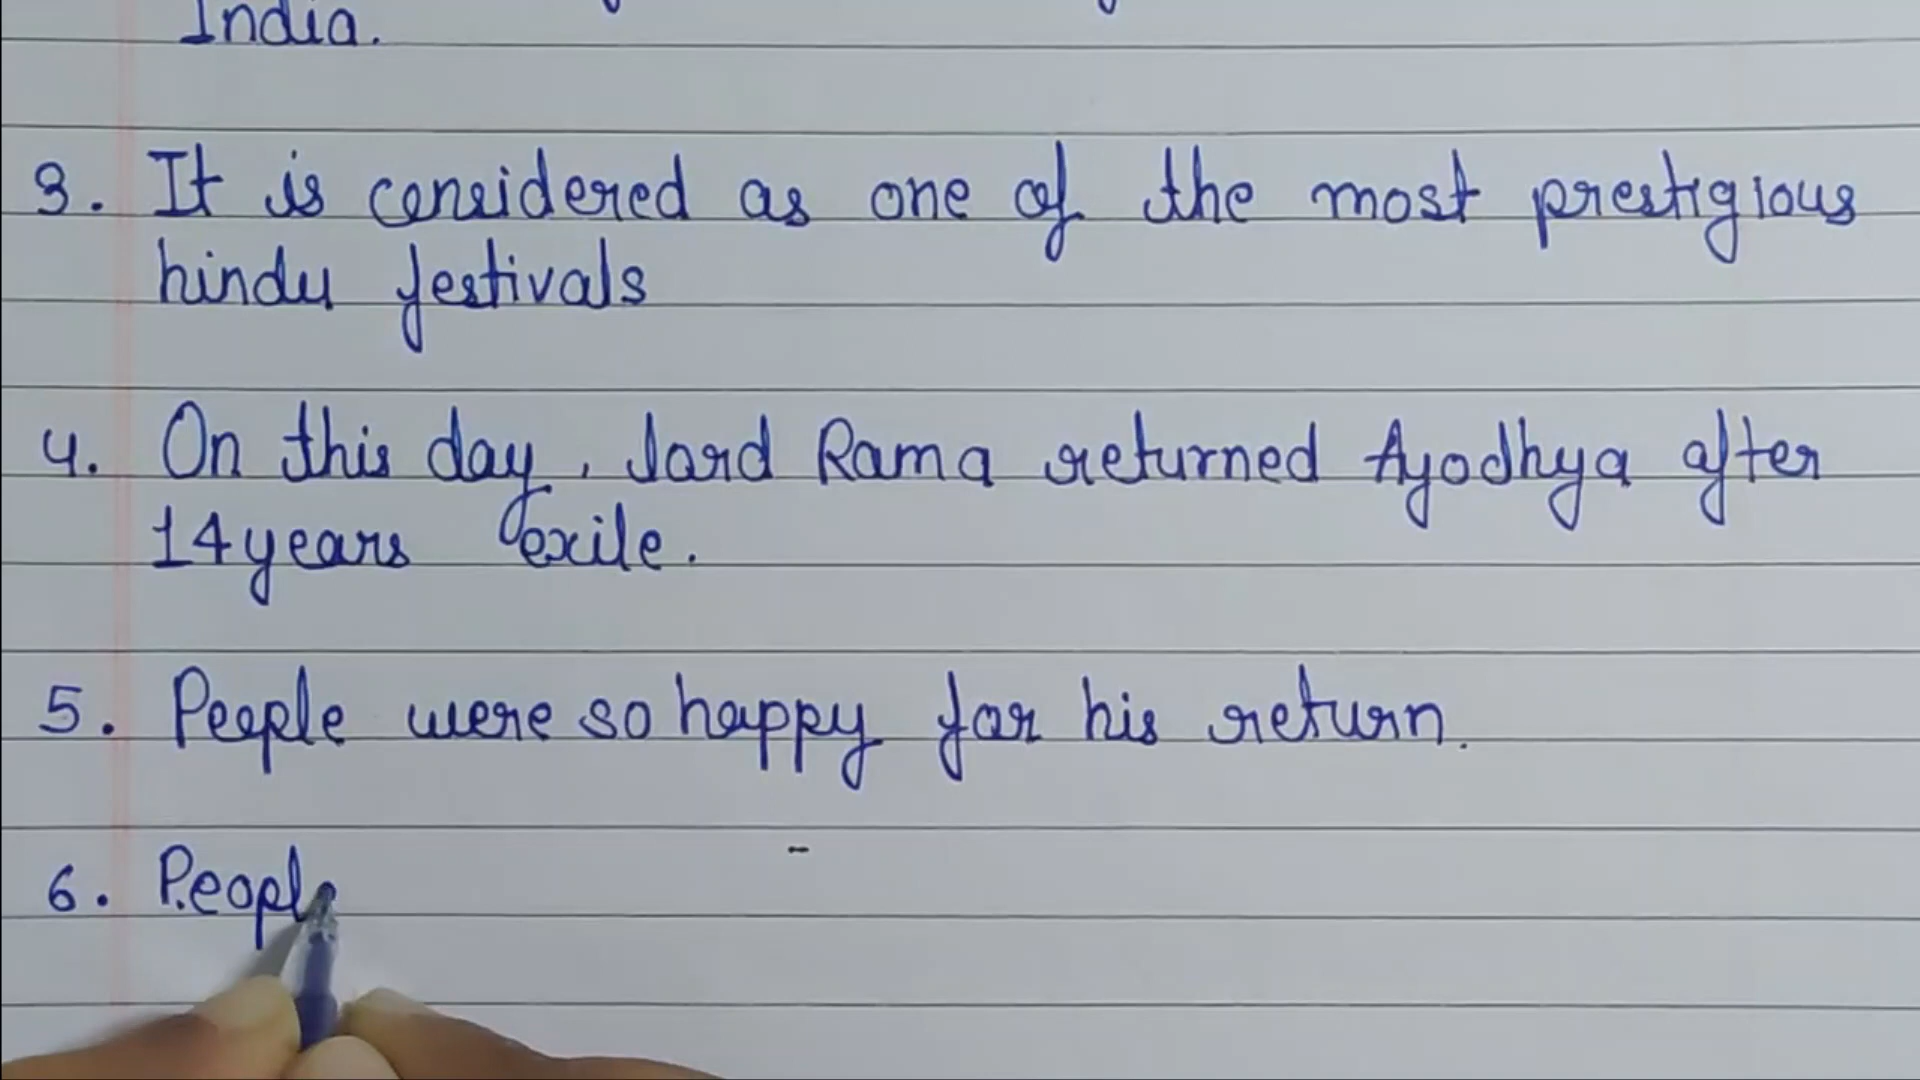 India.
3. It is considered as one of the most prestigious
hindu festivals
4. On this day, lord Rama returned Ayodhya after
14 years exile.
5. People were so happy for his return.
6. Peopl